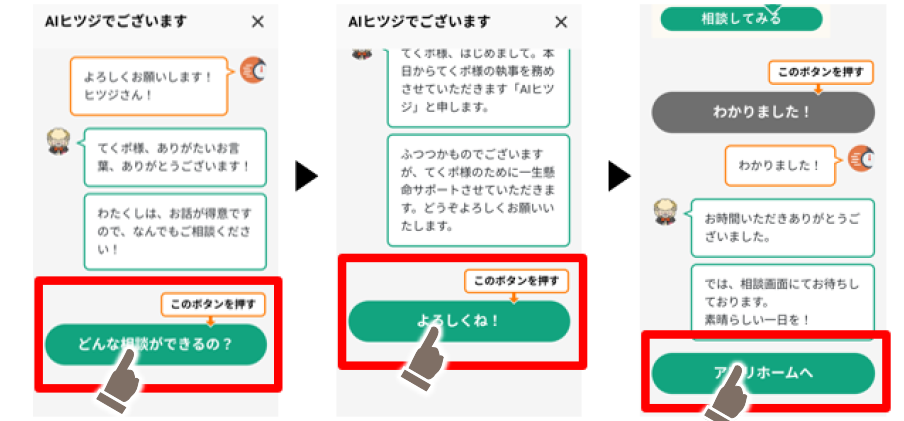 AIヒツジでございます ×
よろしくお願いします！
ヒツジさん！
てくポ様、ありがたいお言
葉、ありがとうございます！
わたくしは、お話が得意です
ので、なんでもご相談くださ
い！
このボタンを押す
どんな相談ができるの？
AIヒツジでございます ×
てくポ様、はじめまして。本
日からてくポ様の執事を務め
させていただきます「AIヒツ
ジ」と申します。
ふつつかものでございます
が、てくポ様のために一生懸
命サポートさせていただきま
す。どうぞよろしくお願いい
たします。
このボタンを押す
よろしくね！
相談してみる
このボタンを押す
わかりました！
わかりました！
お時間いただきありがとうご
ざいました。
では、相談画面にてお待ちし
ております。
素晴らしい一日を！
アプリホームへ